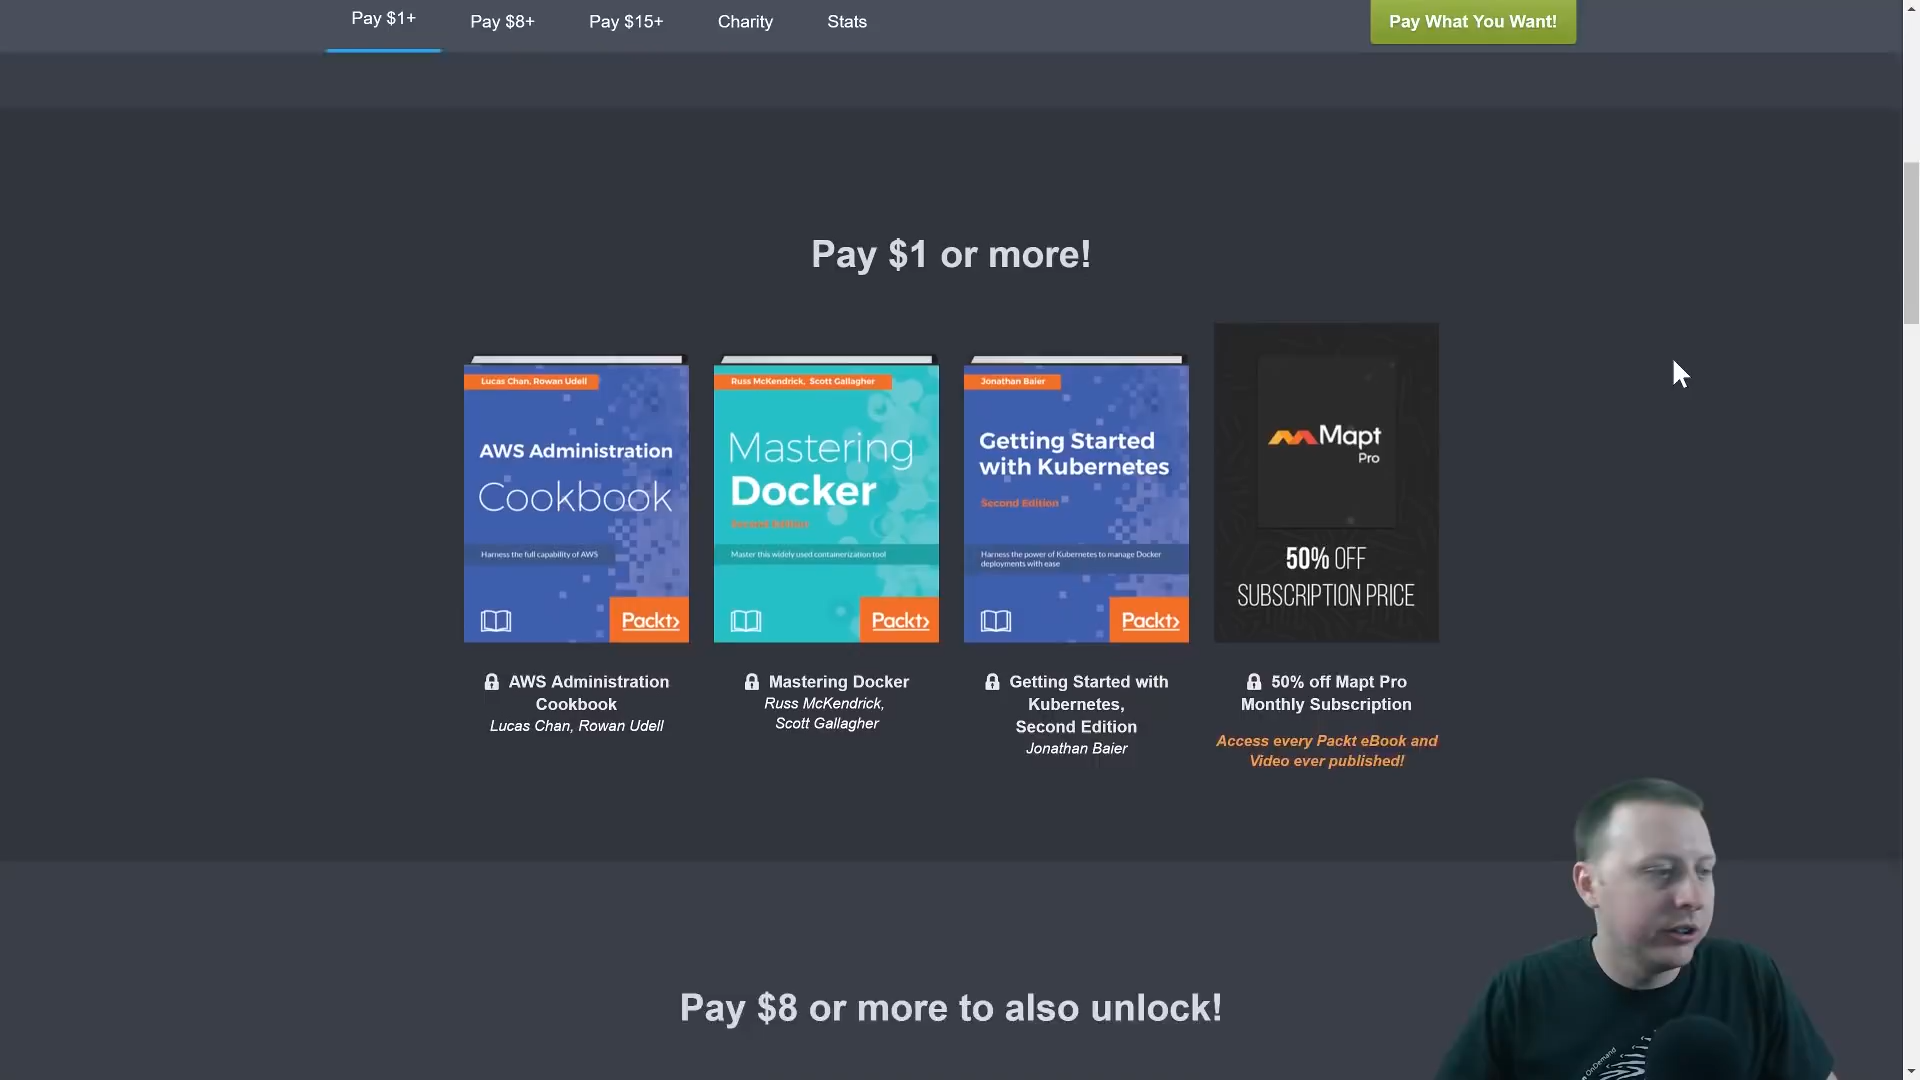 Pay $1+
Pay $8+
Pay $15+
Charity
Stats
Pay What You Want!
Pay $1 or more!
Lucas Chan, Rowan Udell
AWS Administration
Cookbook
Harness the full capability of AWS
Packt>
Russ McKendrick, Scott Gallagher
Mastering
Docker
Second Edition
Master this widely used containerization tool
Packt>
Jonathan Baier
Getting Started
with Kubernetes
Second Edition
Harness the power of Kubernetes to manage Docker
deployments with ease
Packt>
Mapt
Pro
50% OFF
SUBSCRIPTION PRICE
AWS Administration
Cookbook
Lucas Chan, Rowan Udell
Mastering Docker
Russ McKendrick,
Scott Gallagher
Getting Started with
Kubernetes,
Second Edition
Jonathan Baier
50% off Mapt Pro
Monthly Subscription
Access every Packt eBook and
Video ever published!
Pay $8 or more to also unlock!